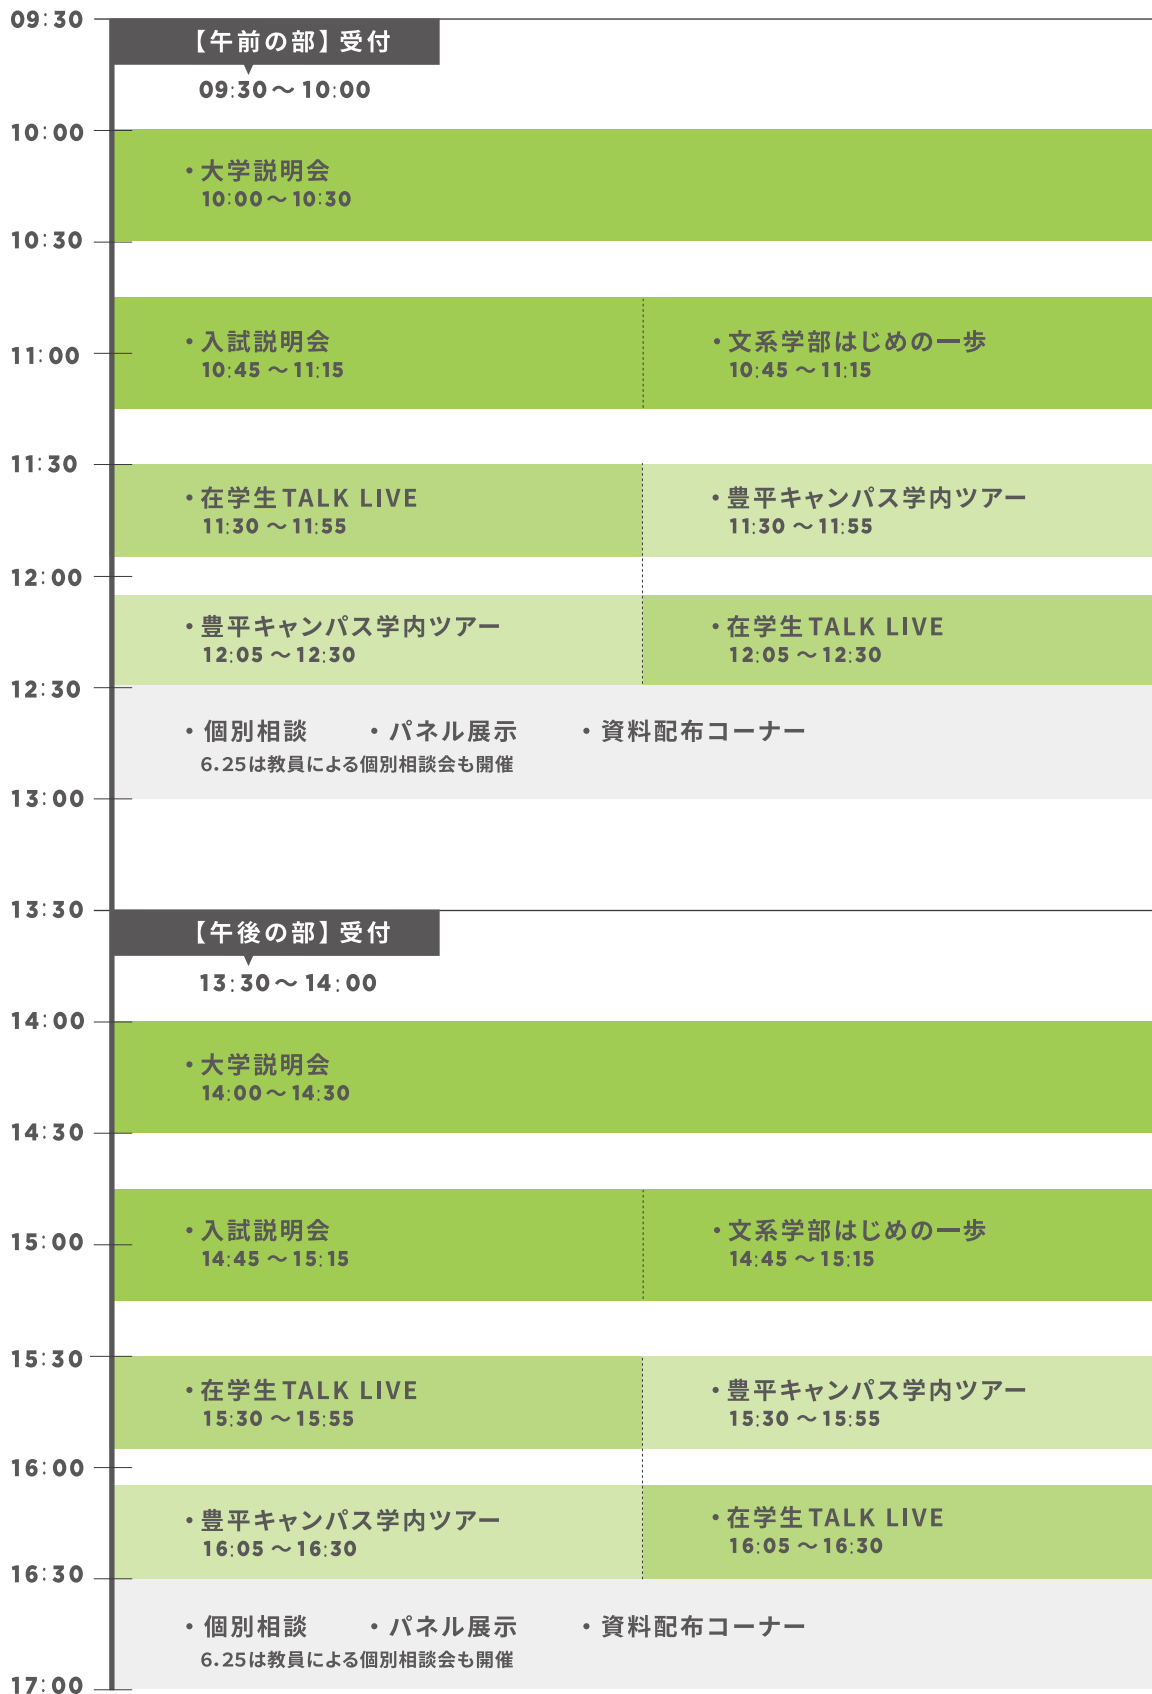 09:30
【午前の部】受付
09:30〜10:00
10:00
・大学説明会
10:00〜10:30
10:30
・入試説明会
10:45 〜11:15
・文系学部はじめの一歩
10:45 〜11:15
11:00
11:30
・在学生TALK LIVE
11:30 〜11:55
・豊平キャンパス学内ツアー
11:30 〜11:55
12:00
・豊平キャンパス学内ツアー
12:05 〜12:30
・在学生TALK LIVE
12:05 〜12:30
12:30
・個別相談 ・パネル展示 ・資料配布コーナー
6.25は教員による個別相談会も開催
13:00
13:30
【午後の部】受付
13:30〜14:00
14:00
・大学説明会
14:00〜14:30
14:30
・入試説明会
14:45 〜15:15
・文系学部はじめの一歩
14:45 〜15:15
15:00
15:30
・在学生TALK LIVE
15:30 〜15:55
・豊平キャンパス学内ツアー
15:30 〜15:55
16:00
・豊平キャンパス学内ツアー
16:05 〜16:30
・在学生TALK LIVE
16:05 〜16:30
16:30
・個別相談 ・パネル展示 ・資料配布コーナー
6.25は教員による個別相談会も開催
17:00